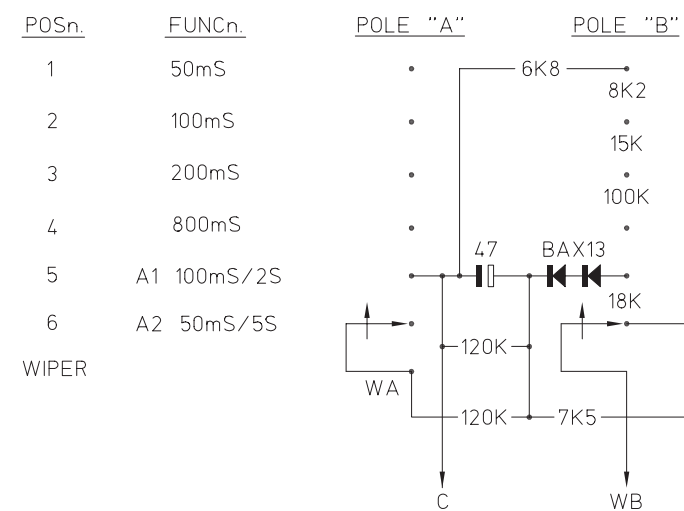 POSn. FUNCn. POLE "A" POLE "B"
1 50mS 6K8
8K2
2 100mS
15K
3 200mS
100K
4 800mS
47 BAX13
5 A1 100mS/2S
18K
6 A2 50mS/5S
120K
WIPER
WA
120K 7K5
C WB